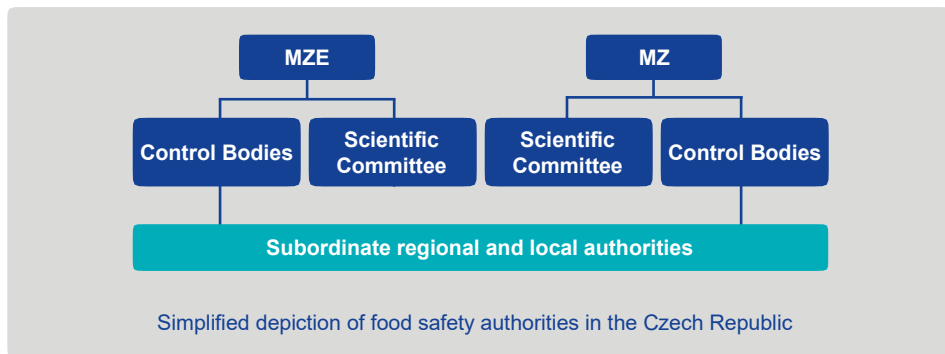 MZE
MZ
Control Bodies
Scientific
Committee
Scientific
Committee
Control Bodies
Subordinate regional and local authorities
Simplified depiction of food safety authorities in the Czech Republic